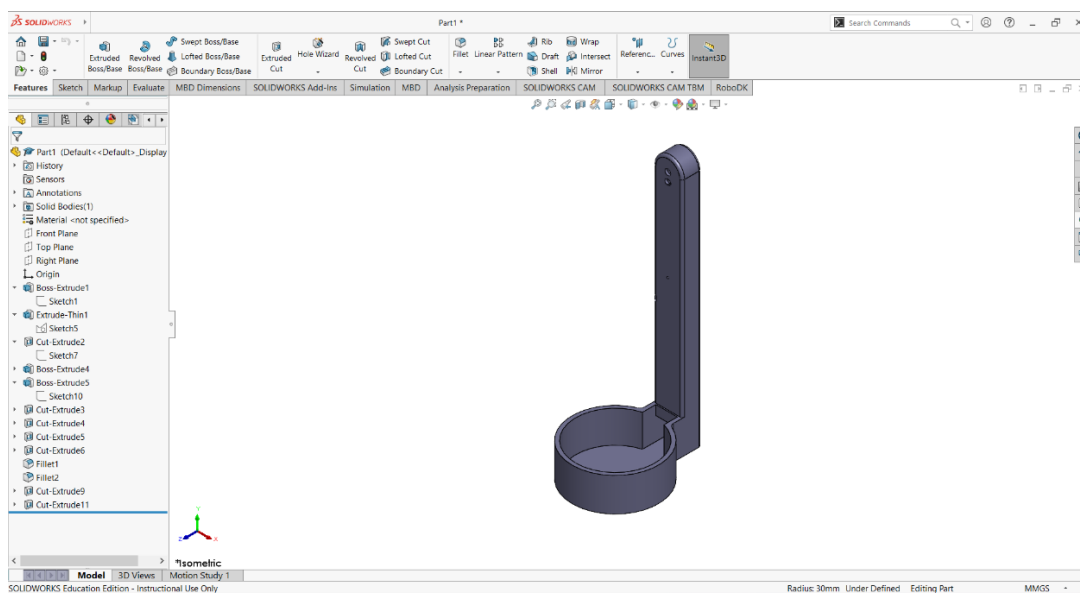 SOLIDWORKS
Part1 *
Search Commands
Extruded Boss/Base
Revolved Boss/Base
Swept Boss/Base
Lofted Boss/Base
Boundary Boss/Base
Extruded Cut
Hole Wizard
Revolved Cut
Swept Cut
Lofted Cut
Boundary Cut
Fillet
Linear Pattern
Rib
Draft
Shell
Wrap
Intersect
Mirror
Referenc...
Curves
Instant3D
Features Sketch Markup Evaluate MBD Dimensions SOLIDWORKS Add-Ins Simulation MBD Analysis Preparation SOLIDWORKS CAM SOLIDWORKS CAM TBM RoboDK
Part1 (Default<<Default>_Display
History
Sensors
Annotations
Solid Bodies(1)
Material <not specified>
Front Plane
Top Plane
Right Plane
Origin
Boss-Extrude1
Sketch1
Extrude-Thin1
Sketch5
Cut-Extrude2
Sketch7
Boss-Extrude4
Boss-Extrude5
Sketch10
Cut-Extrude3
Cut-Extrude4
Cut-Extrude5
Cut-Extrude6
Fillet1
Fillet2
Cut-Extrude9
Cut-Extrude11
Y
Z
X
*Isometric
Model 3D Views Motion Study 1
SOLIDWORKS Education Edition - Instructional Use Only
Radius: 30mm Under Defined Editing Part MMGS